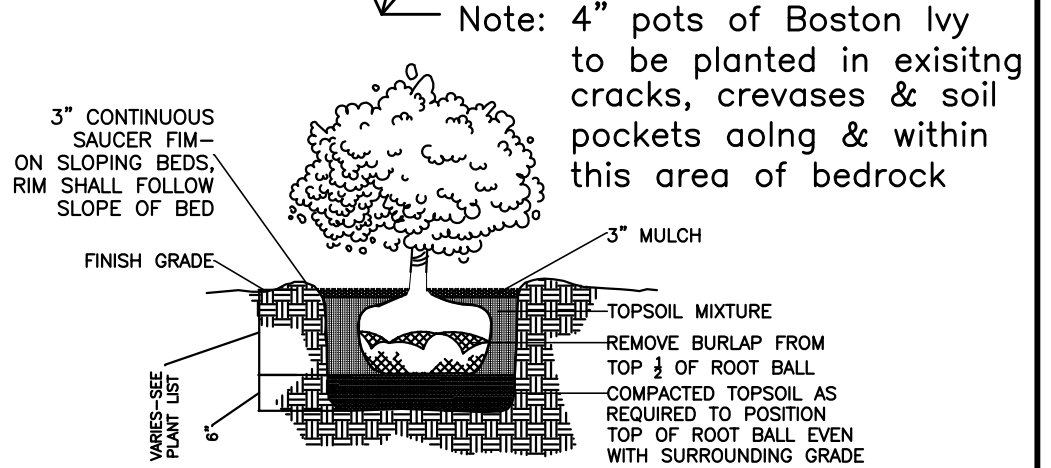 Note: 4" pots of Boston Ivy
to be planted in exisitng
cracks, crevases & soil
pockets aolng & within
this area of bedrock
3" CONTINUOUS
SAUCER FIM-
ON SLOPING BEDS,
RIM SHALL FOLLOW
SLOPE OF BED
FINISH GRADE
3" MULCH
TOPSOIL MIXTURE
REMOVE BURLAP FROM
TOP 1/2 OF ROOT BALL
COMPACTED TOPSOIL AS
REQUIRED TO POSITION
TOP OF ROOT BALL EVEN
WITH SURROUNDING GRADE
VARIES-SEE
PLANT LIST
6"